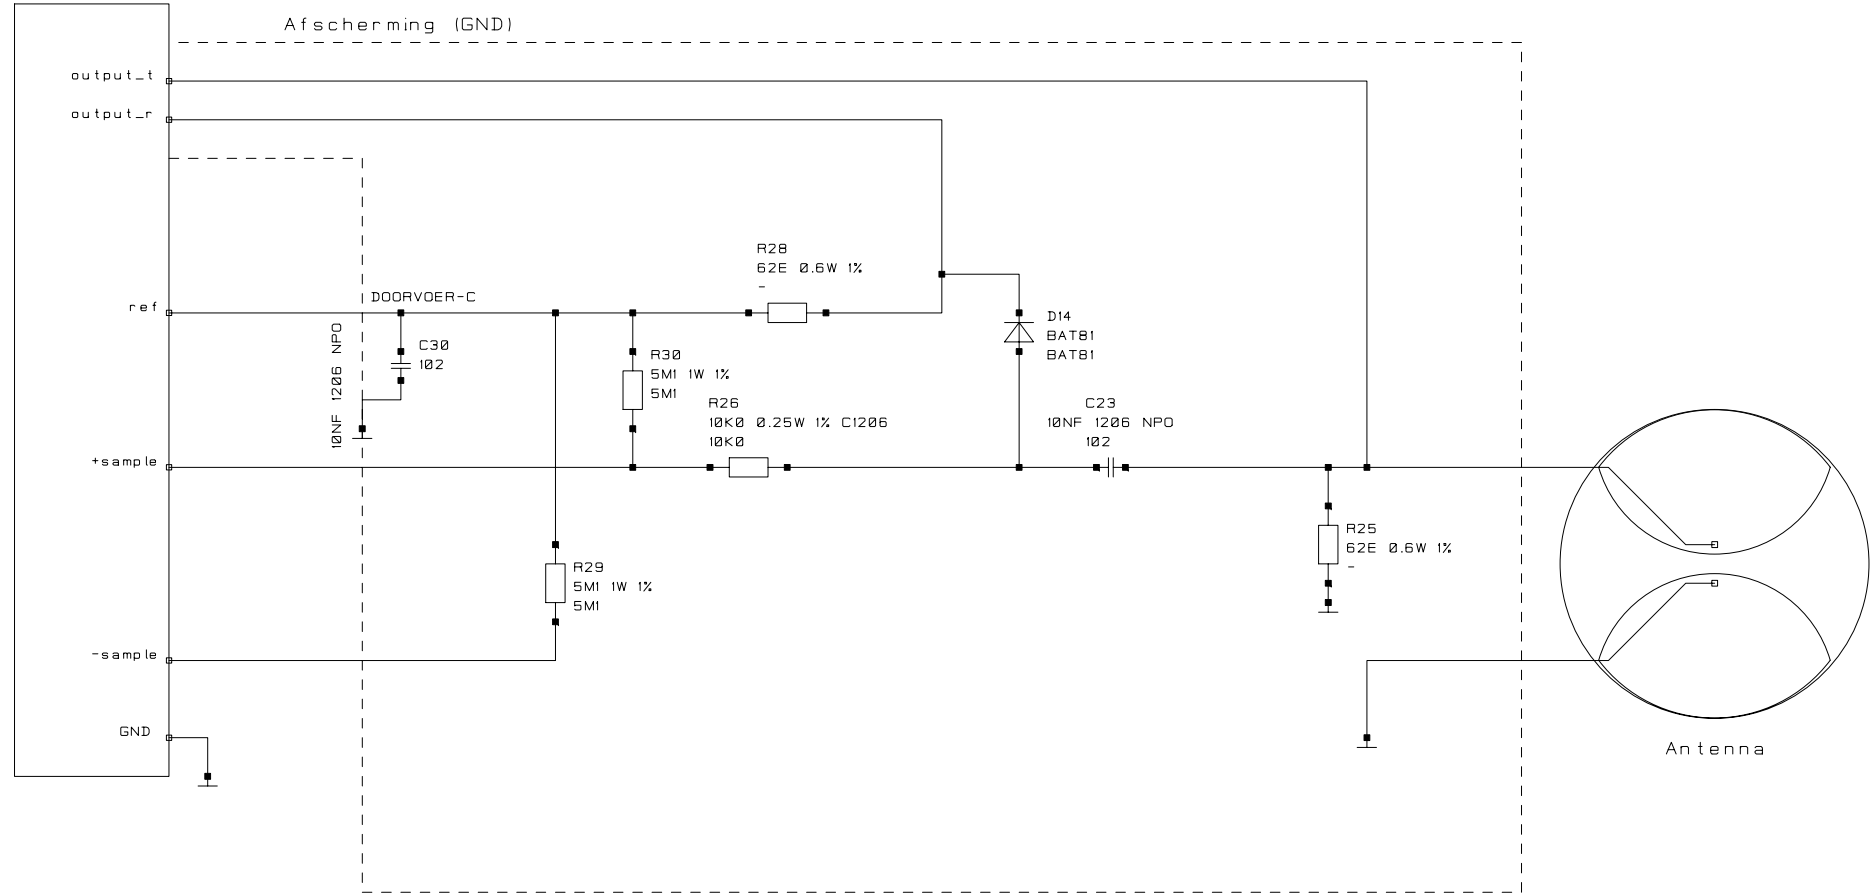 Afscherming (GND)
output_t
output_r
ref
+sample
-sample
GND
DOORVOER-C
10NF 1206 NPO
C30
102
R28
62E 0.6W 1%
-
R30
5M1 1W 1%
5M1
R26
10K0 0.25W 1% C1206
10K0
D14
BAT81
BAT81
C23
10NF 1206 NPO
102
R29
5M1 1W 1%
5M1
R25
62E 0.6W 1%
-
Antenna